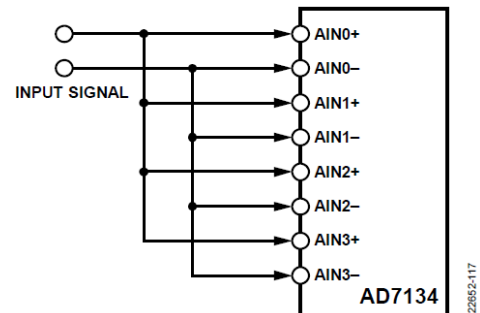 AIN0+
AIN0–
INPUT SIGNAL
AIN1+
AIN1–
AIN2+
AIN2–
AIN3+
AIN3–
AD7134
22652-117